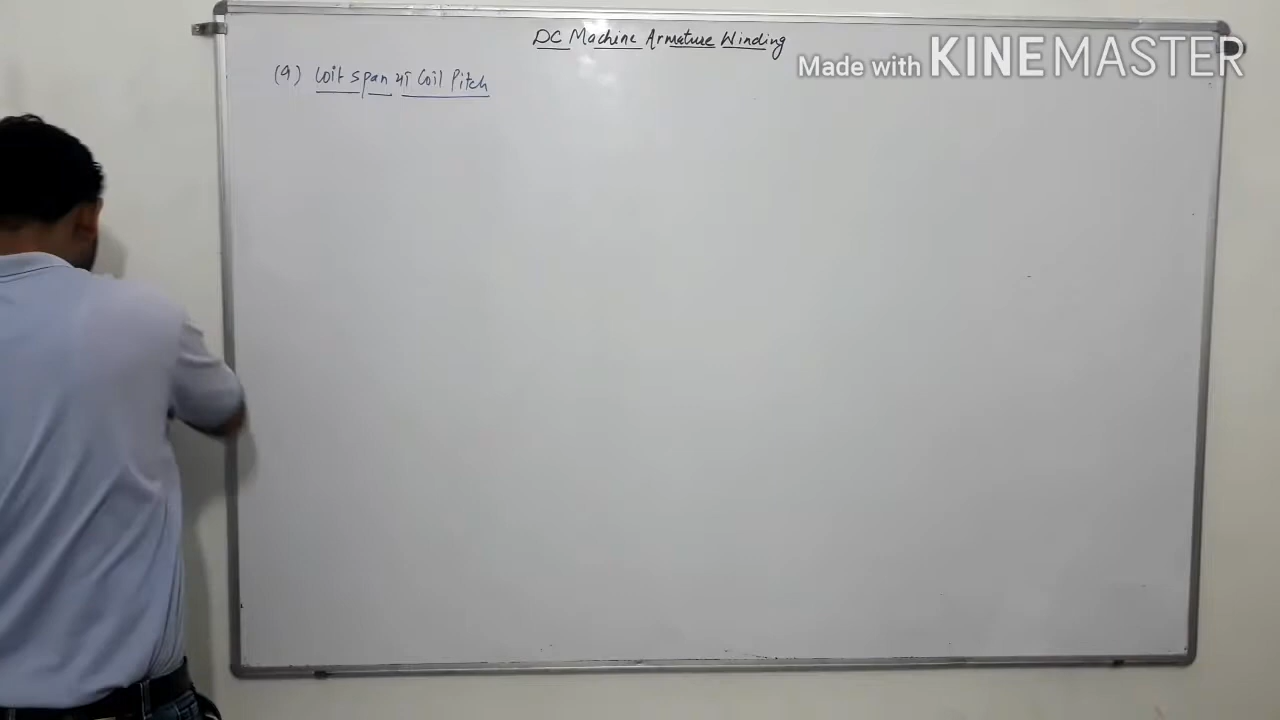 DC Machine Armature Winding
Made with KINEMASTER
(9) Coil span या Coil Pitch